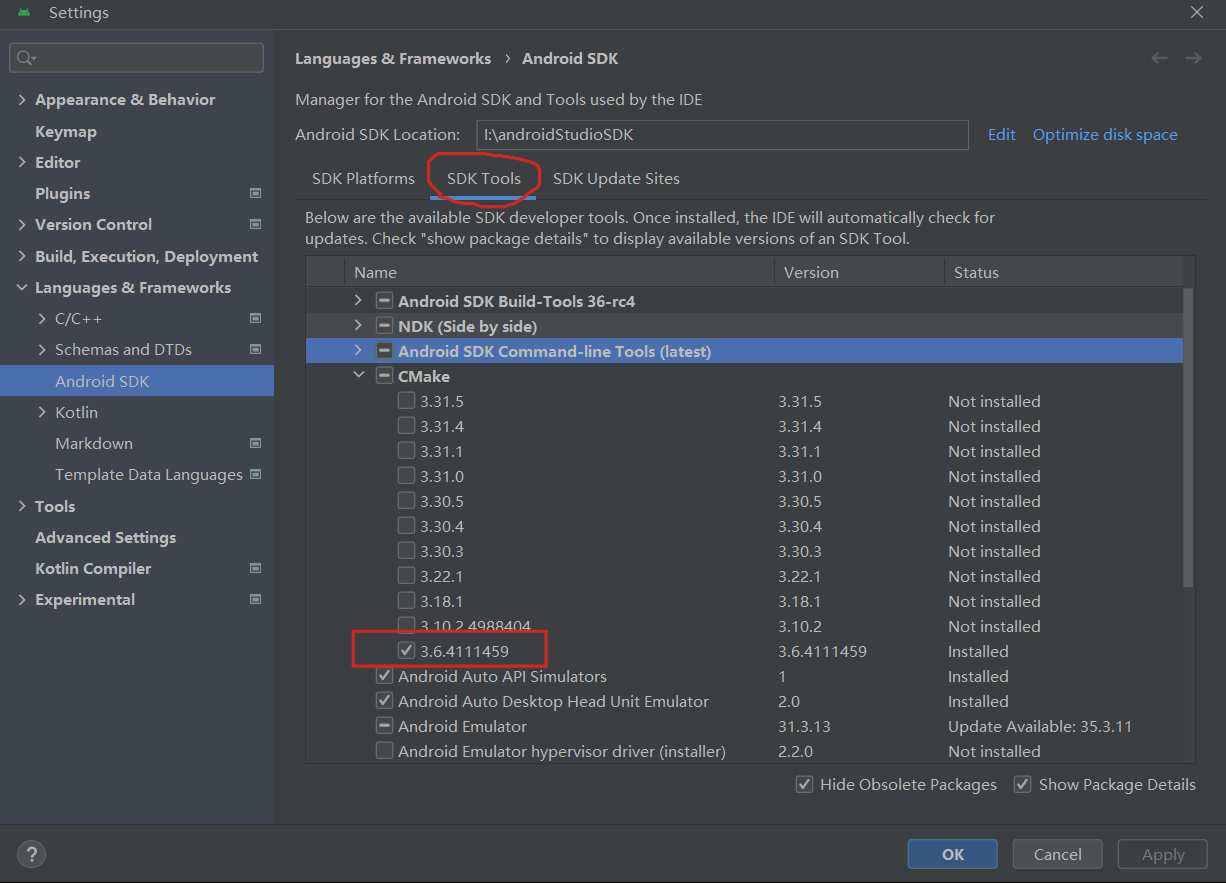 Settings
Languages & Frameworks › Android SDK
Manager for the Android SDK and Tools used by the IDE
Android SDK Location: I:\androidStudioSDK Edit Optimize disk space
Appearance & Behavior
Keymap
Editor
Plugins
Version Control
Build, Execution, Deployment
Languages & Frameworks
C/C++
Schemas and DTDs
Android SDK
Kotlin
Markdown
Template Data Languages
Tools
Advanced Settings
Kotlin Compiler
Experimental
SDK Platforms SDK Tools SDK Update Sites
Below are the available SDK developer tools. Once installed, the IDE will automatically check for
updates. Check "show package details" to display available versions of an SDK Tool.
Name Version Status
Android SDK Build-Tools 36-rc4
NDK (Side by side)
Android SDK Command-line Tools (latest)
CMake
3.31.5 3.31.5 Not installed
3.31.4 3.31.4 Not installed
3.31.1 3.31.1 Not installed
3.31.0 3.31.0 Not installed
3.30.5 3.30.5 Not installed
3.30.4 3.30.4 Not installed
3.30.3 3.30.3 Not installed
3.22.1 3.22.1 Not installed
3.18.1 3.18.1 Not installed
3.10.2.4988404 3.10.2 Not installed
3.6.4111459 3.6.4111459 Installed
Android Auto API Simulators 1 Installed
Android Auto Desktop Head Unit Emulator 2.0 Installed
Android Emulator 31.3.13 Update Available: 35.3.11
Android Emulator hypervisor driver (installer) 2.2.0 Not installed
Hide Obsolete Packages Show Package Details
? OK Cancel Apply